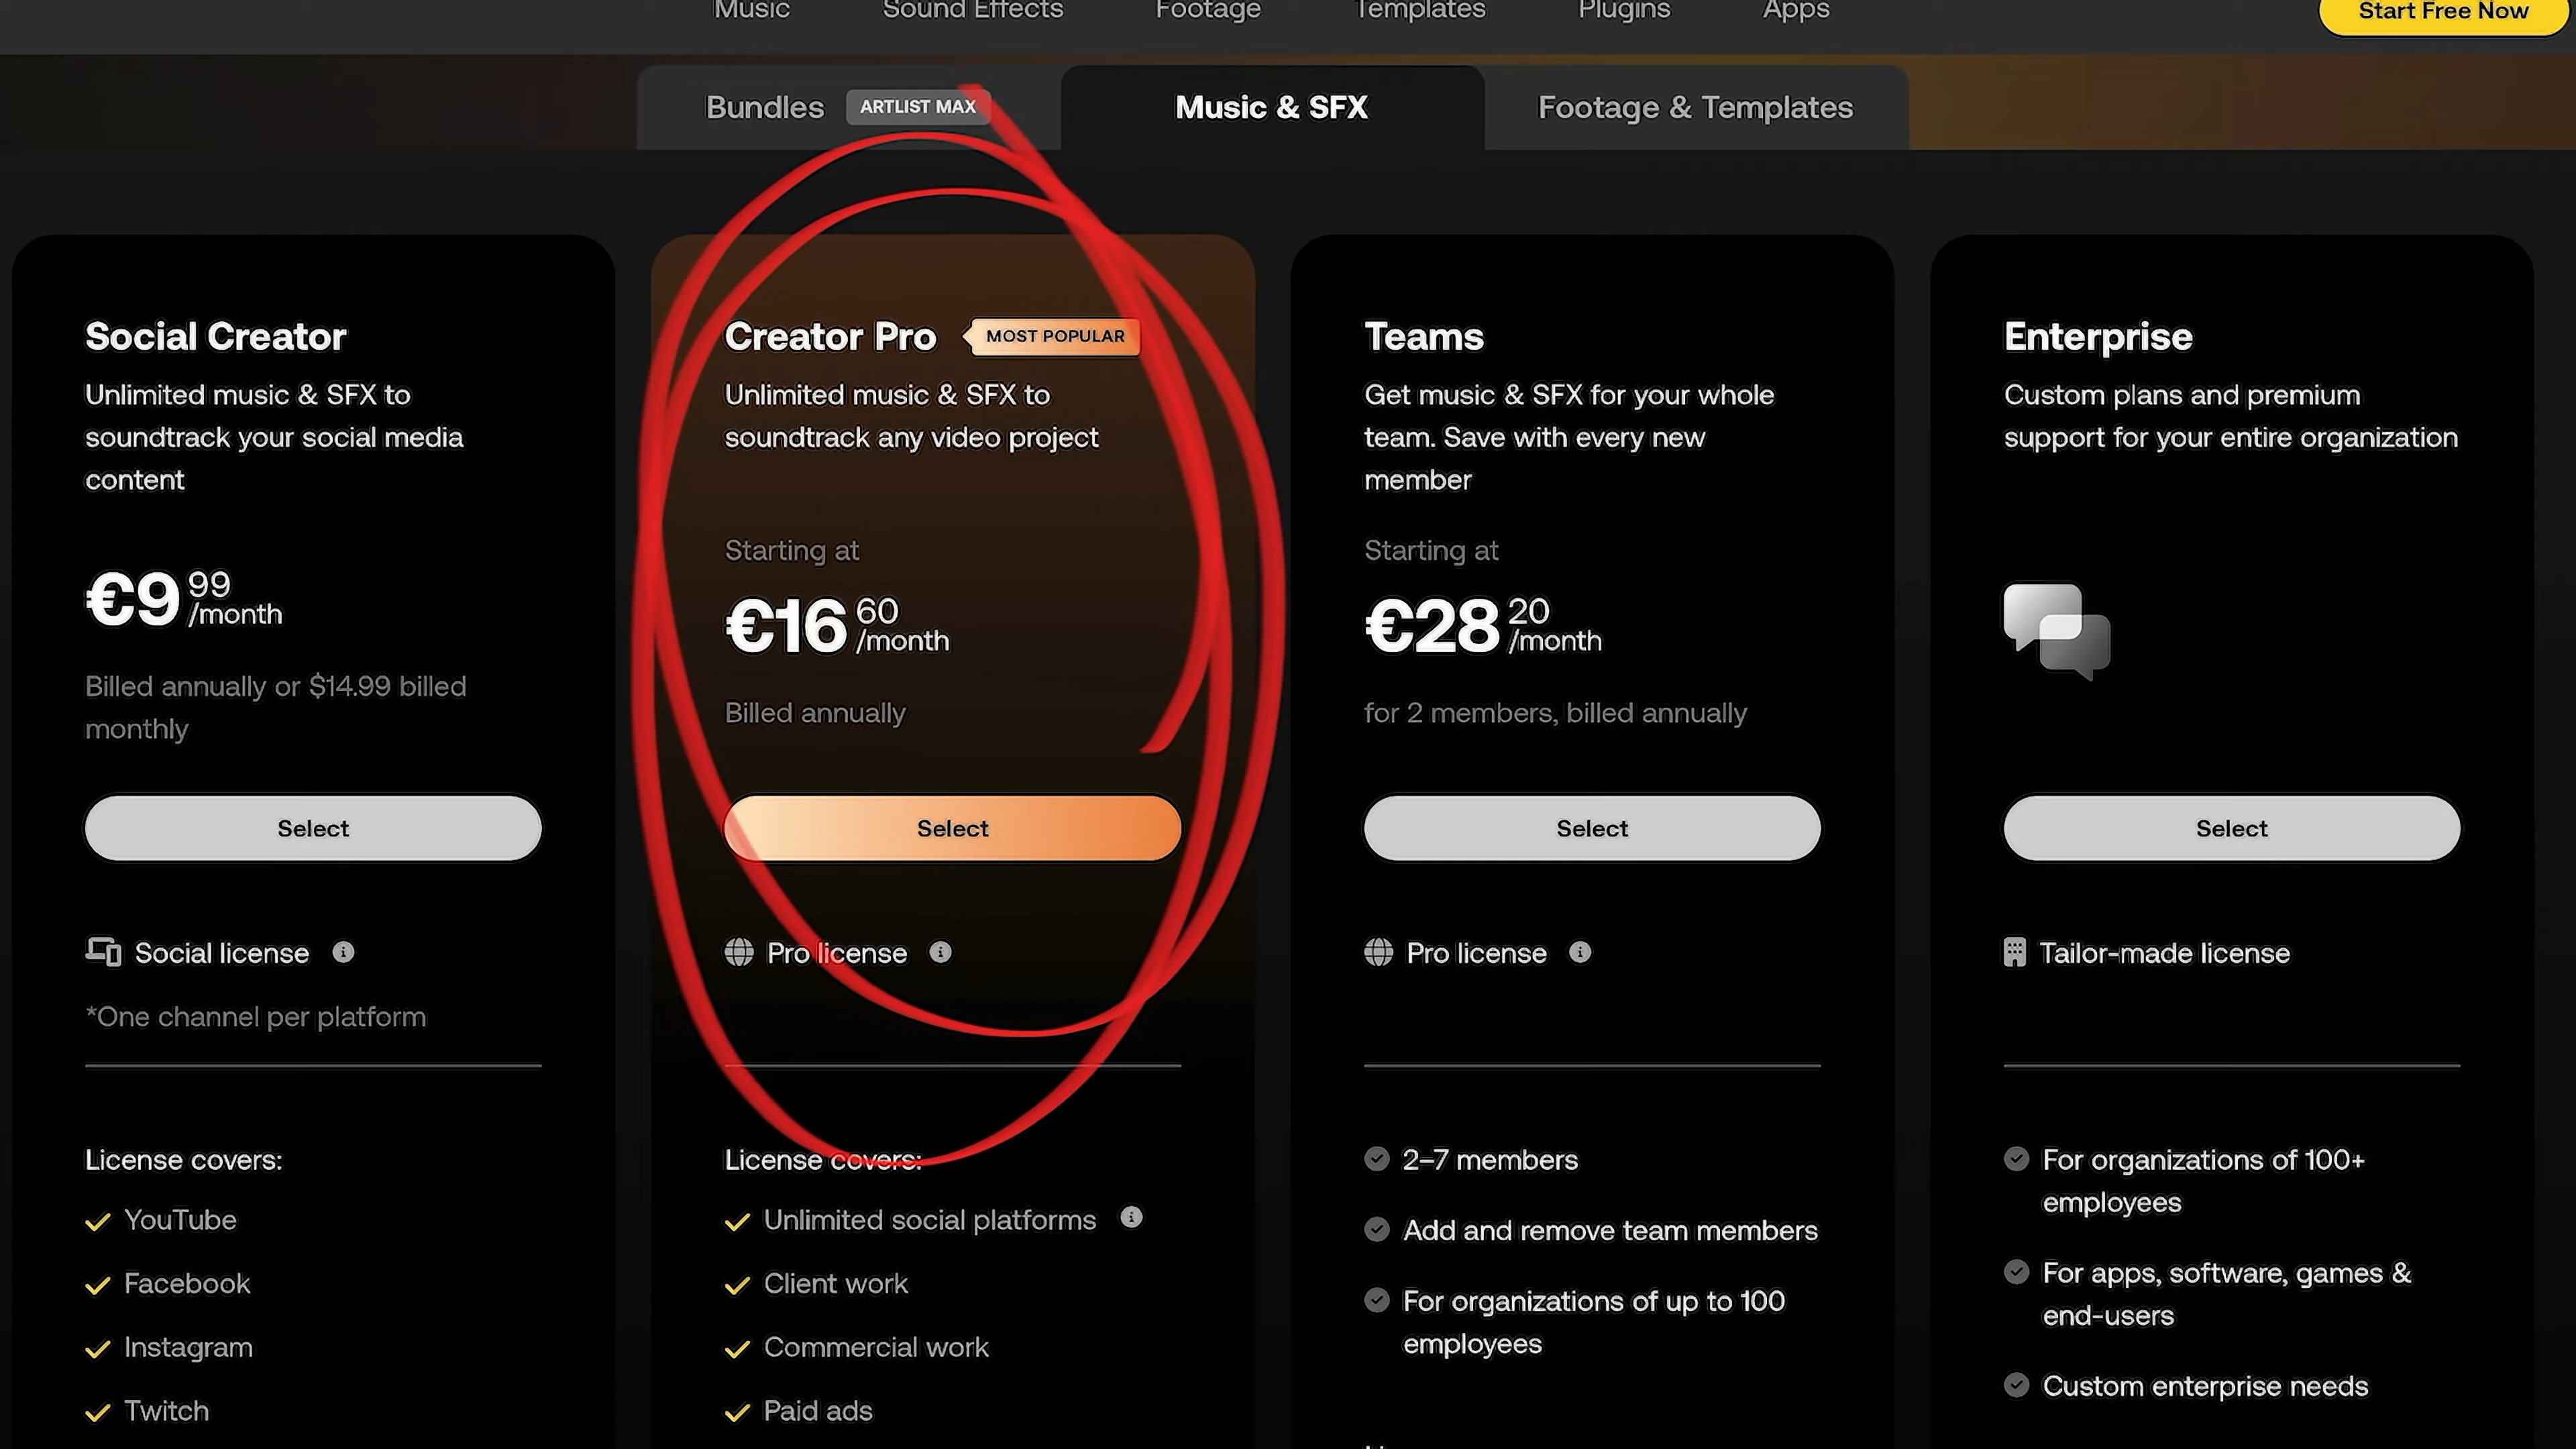 Music Sound Effects Footage Templates Plugins Apps Start Free Now
Bundles ARTLIST MAX Music & SFX Footage & Templates
Social Creator
Unlimited music & SFX to
soundtrack your social media
content
€9 99 /month
Billed annually or $14.99 billed
monthly
Select
Social license
*One channel per platform
License covers:
YouTube
Facebook
Instagram
Twitch
Creator Pro MOST POPULAR
Unlimited music & SFX to
soundtrack any video project
Starting at
€16 60 /month
Billed annually
Select
Pro license
License covers:
Unlimited social platforms
Client work
Commercial work
Paid ads
Teams
Get music & SFX for your whole
team. Save with every new
member
Starting at
€28 20 /month
for 2 members, billed annually
Select
Pro license
2–7 members
Add and remove team members
For organizations of up to 100
employees
Enterprise
Custom plans and premium
support for your entire organization
Select
Tailor-made license
For organizations of 100+
employees
For apps, software, games &
end-users
Custom enterprise needs